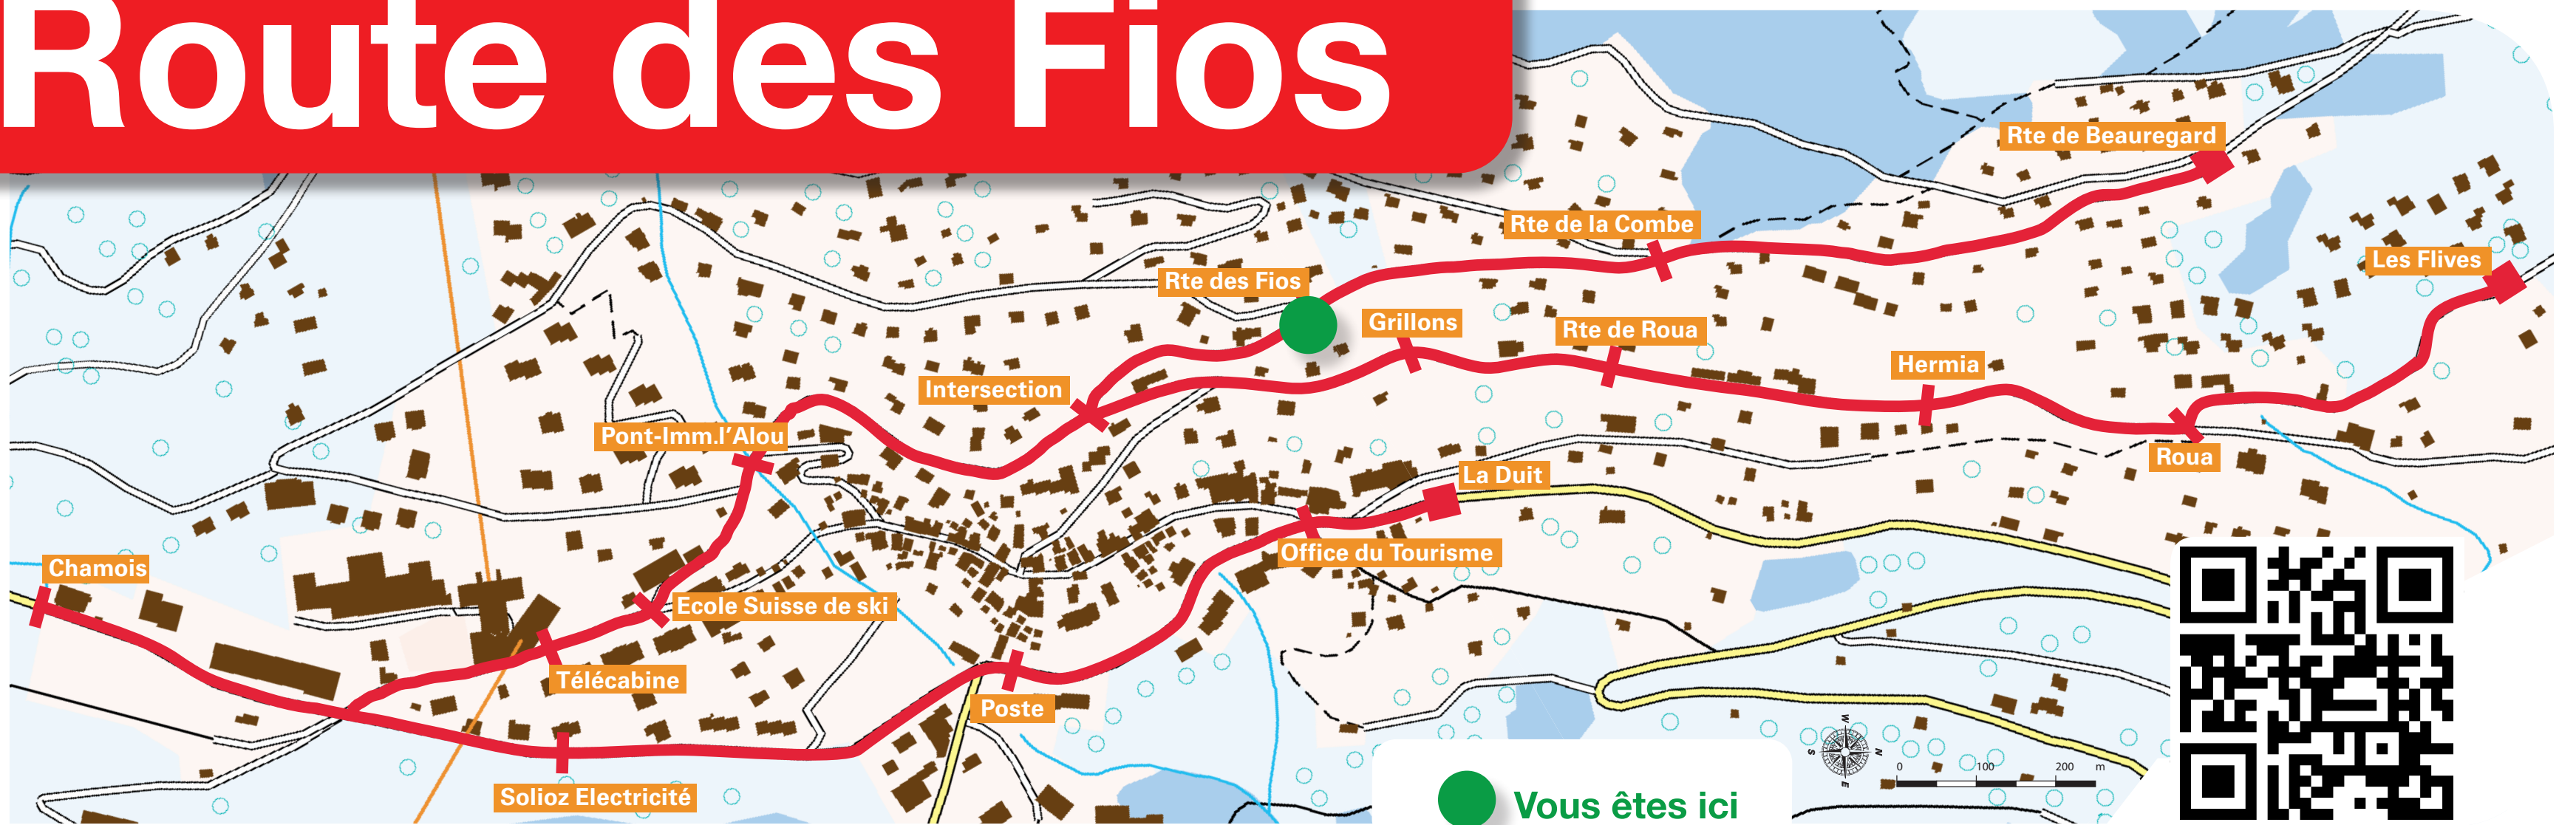 Route des Fios
Rte de Beauregard
Rte de la Combe
Les Flives
Rte des Fios
Grillons
Rte de Roua
Hermia
Intersection
Pont-Imm.l'Alou
Roua
La Duit
Office du Tourisme
Chamois
Ecole Suisse de ski
Télécabine
Poste
Solioz Electricité
W
S
N
E
0 100 200 m
Vous êtes ici